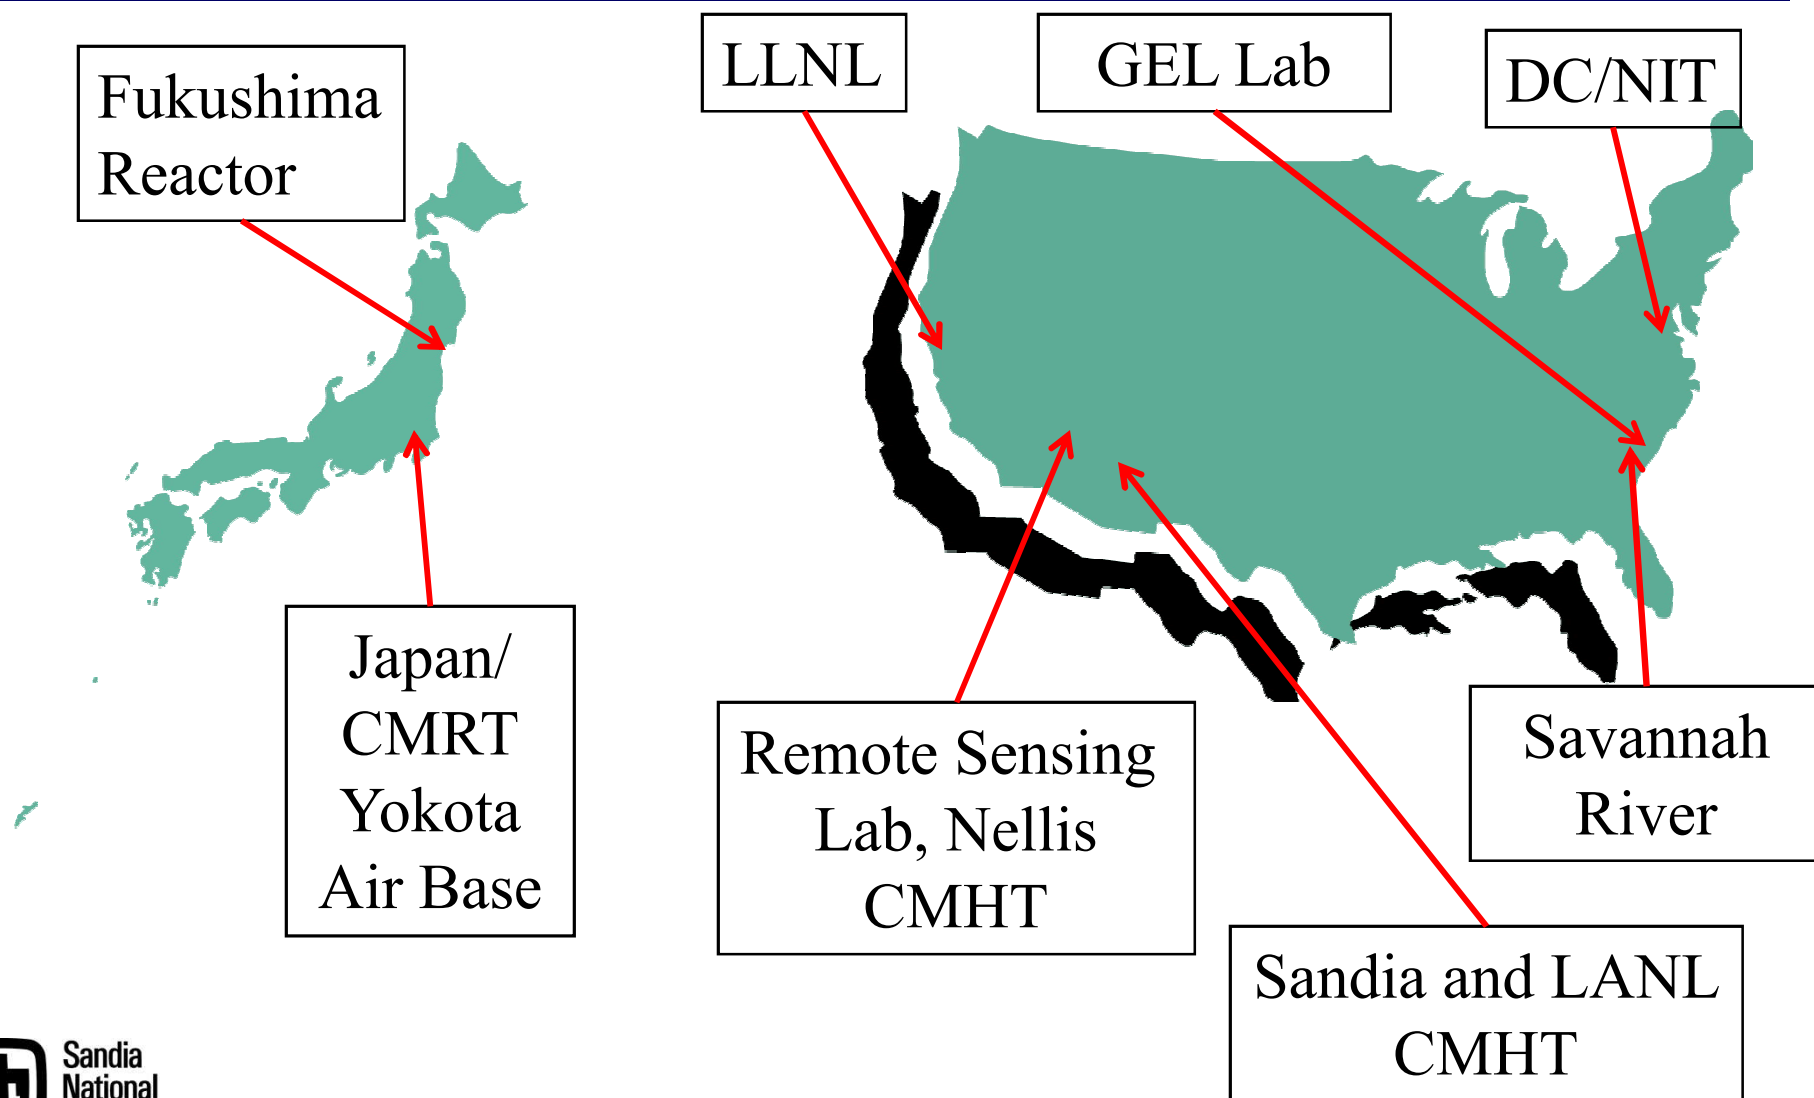 Fukushima
Reactor
LLNL
GEL Lab
DC/NIT
Japan/
CMRT
Yokota
Air Base
Remote Sensing
Lab, Nellis
CMHT
Savannah
River
Sandia and LANL
CMHT
Sandia
National